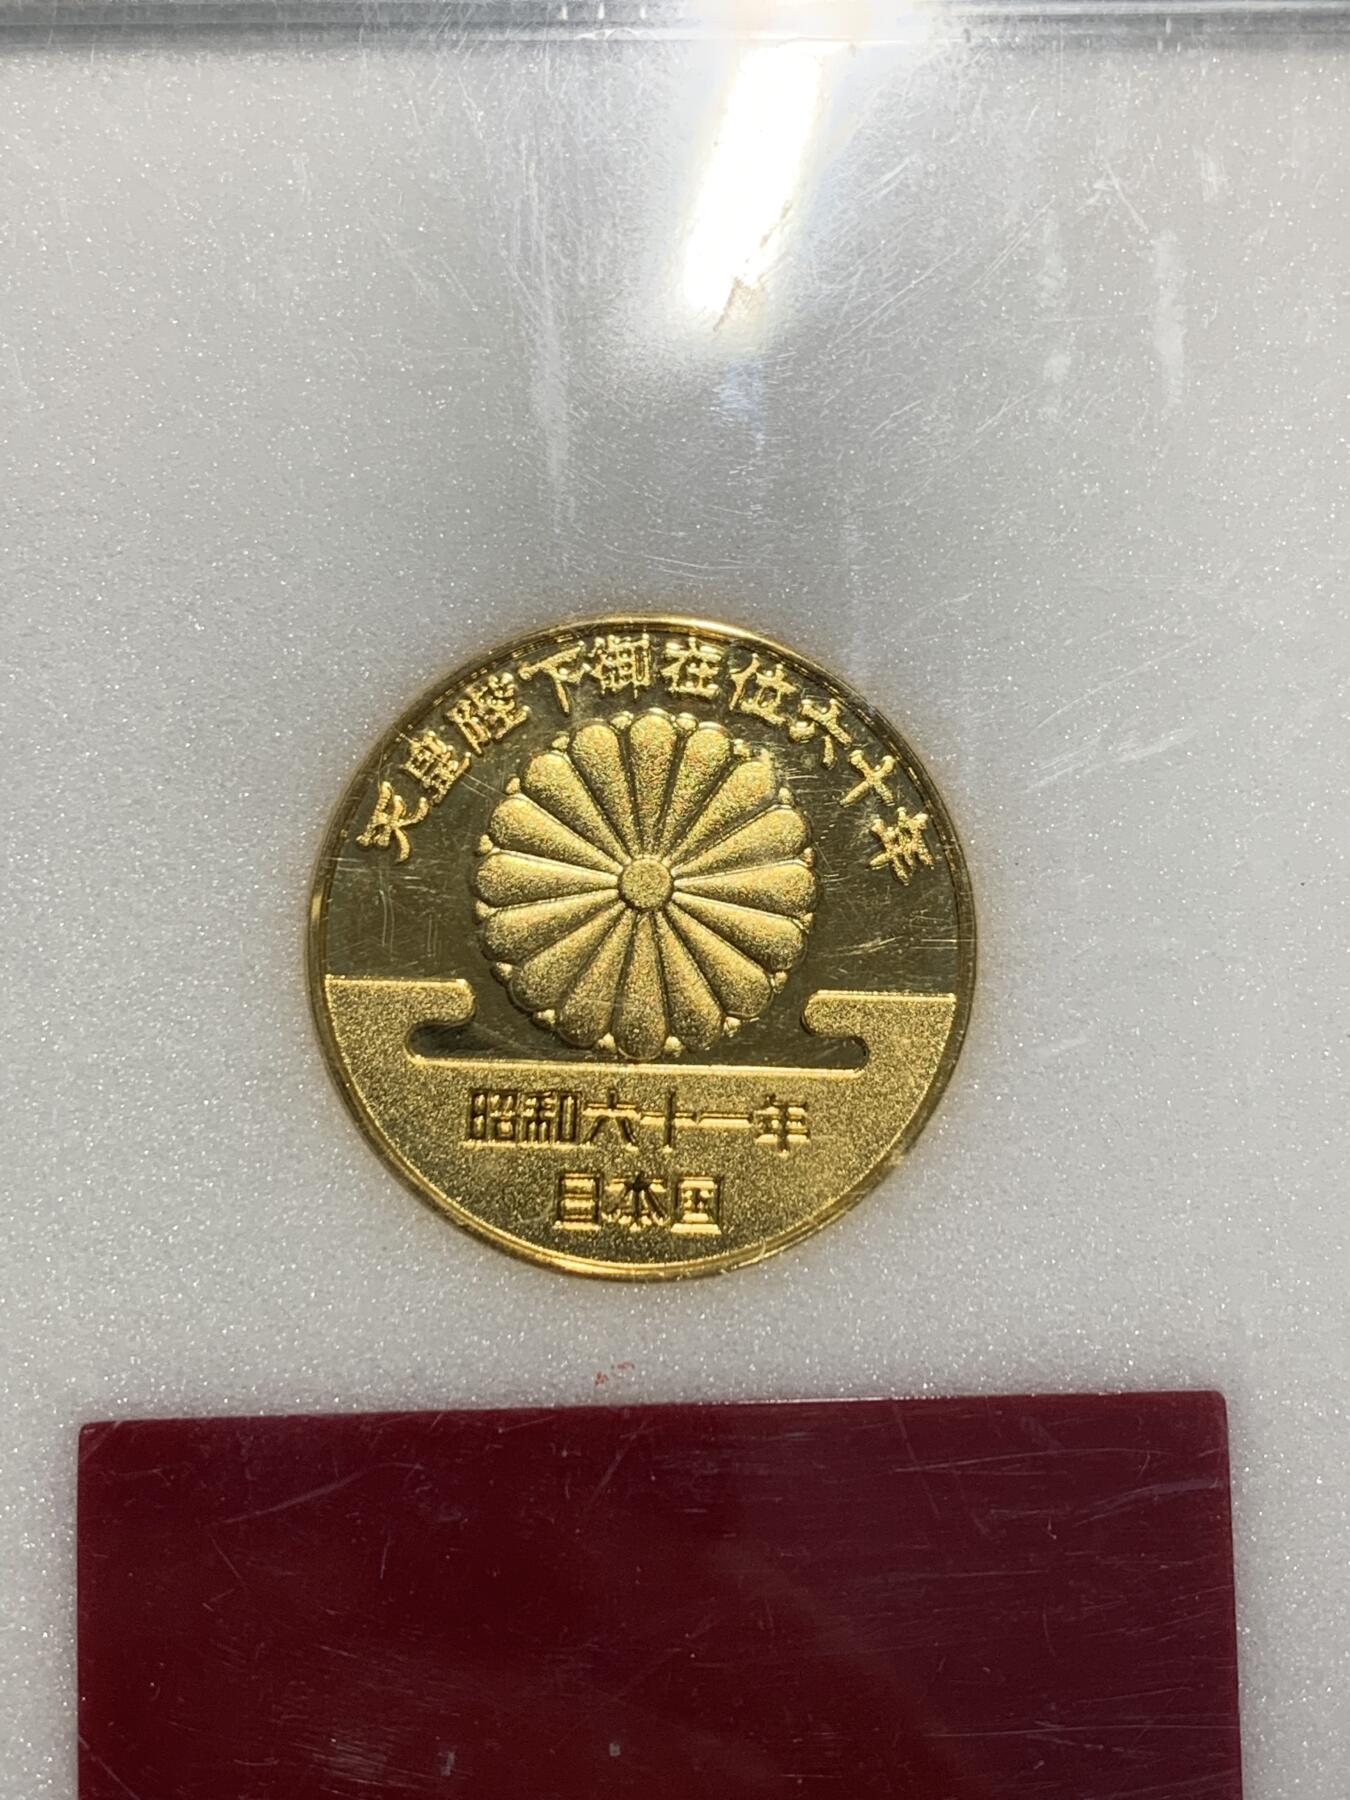 天皇陛下御在位六十年
昭和六十一年
日本国